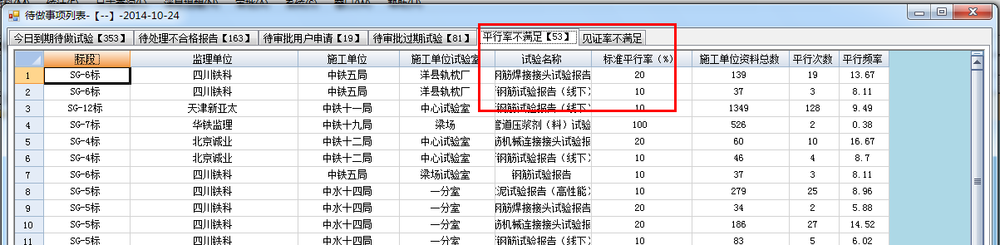 待做事项列表-【--】-2014-10-24
今日到期待做试验【353】 待处理不合格报告【163】 待审批用户申请【19】 待审批过期试验【81】 平行率不满足【53】 见证率不满足
标段 监理单位 施工单位 施工单位试验室 试验名称 标准平行率(%) 施工单位资料总数 平行次数 平行频率
1 SG-6标 四川铁科 中铁五局 洋县轨枕厂 钢筋焊接接头试验报告 20 139 19 13.67
2 SG-6标 四川铁科 中铁五局 洋县轨枕厂 钢筋试验报告(线下) 10 37 3 8.11
3 SG-12标 天津新亚太 中铁十一局 中心试验室 钢筋试验报告(线下) 10 1349 128 9.49
4 SG-7标 华铁监理 中铁十九局 梁场 管道压浆剂(料)试验 100 526 2 0.38
5 SG-4标 北京诚业 中铁十二局 中心试验室 筋机械连接接头试验报 20 60 10 16.67
6 SG-4标 北京诚业 中铁十二局 中心试验室 钢筋试验报告(线下) 10 46 4 8.7
7 SG-6标 四川铁科 中铁五局 梁场试验室 钢筋试验报告 10 37 3 8.11
8 SG-5标 四川铁科 中水十四局 一分室 泥试验报告(高性能) 10 279 25 8.96
9 SG-5标 四川铁科 中水十四局 一分室 钢筋焊接接头试验报告 20 34 2 5.88
10 SG-5标 四川铁科 中水十四局 一分室 筋机械连接接头试验报 20 186 27 14.52
11 SG-5标 四川铁科 中水十四局 一分室 钢筋试验报告(线下) 10 83 5 6.02